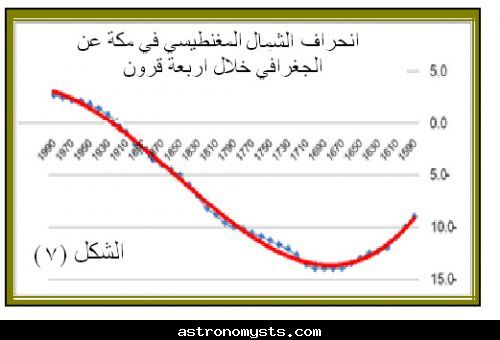 انحراف الشمال المغنطيسي في مكة عن
الجغرافي خلال اربعة قرون
5.0
0.0
5.0-
10.0-
15.0-
1990 1970 1950 1930 1910 1890 1870 1850 1830 1810 1790 1770 1750 1730 1710 1690 1670 1650 1630 1610 1590
الشكل (٧)
astronomysts.com